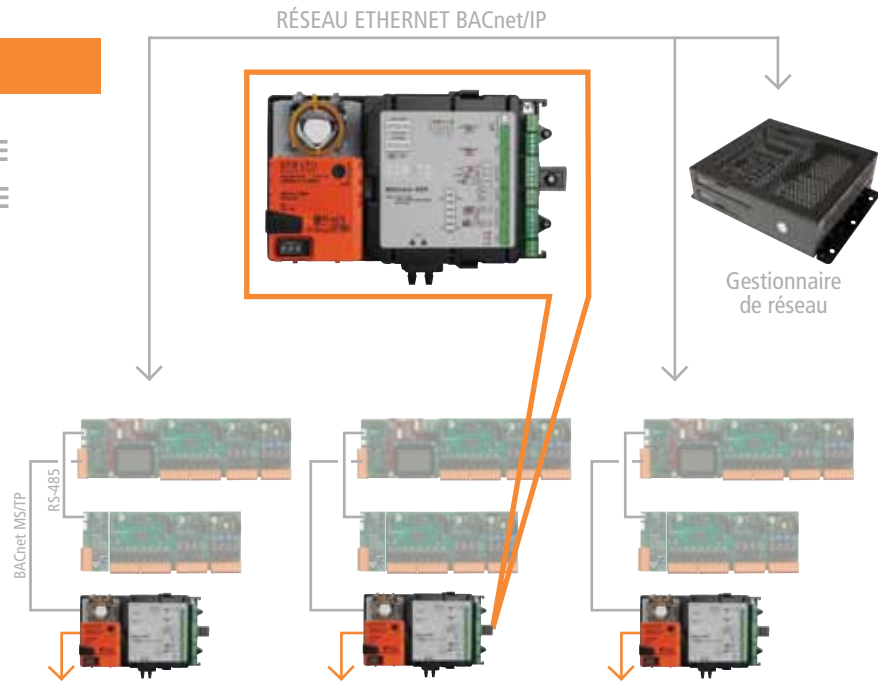 RÉSEAU ETHERNET BACnet/IP
Gestionnaire
de réseau
RS-485
BACnet MS/TP